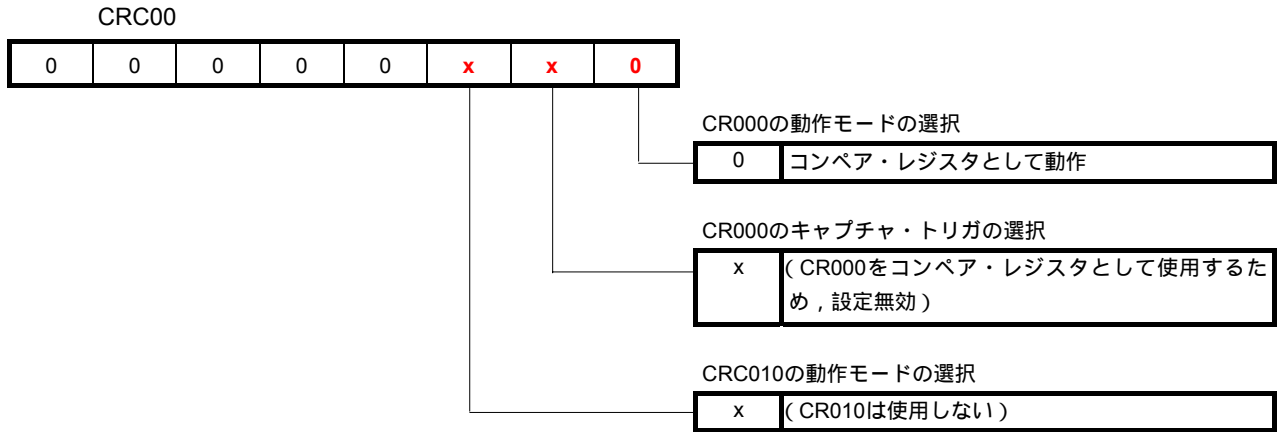 CRC00
0 0 0 0 0 x x 0
CR000の動作モードの選択
0 コンペア・レジスタとして動作
CR000のキャプチャ・トリガの選択
x (CR000をコンペア・レジスタとして使用するた
め,設定無効)
CRC010の動作モードの選択
x (CR010は使用しない)